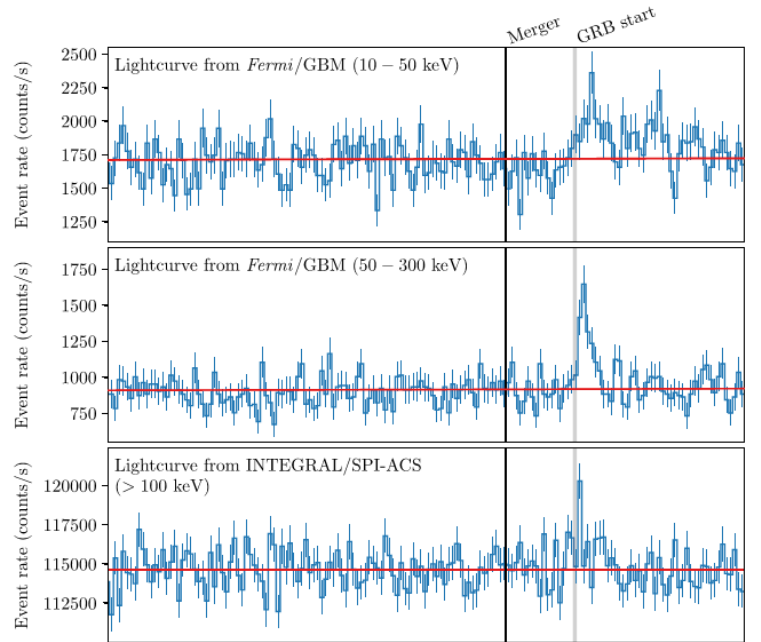 Merger
GRB start
Lightcurve from Fermi/GBM (10 − 50 keV)
Event rate (counts/s)
2500
2250
2000
1750
1500
1250
Lightcurve from Fermi/GBM (50 − 300 keV)
Event rate (counts/s)
1750
1500
1250
1000
750
Lightcurve from INTEGRAL/SPI-ACS
(> 100 keV)
Event rate (counts/s)
120000
117500
115000
112500